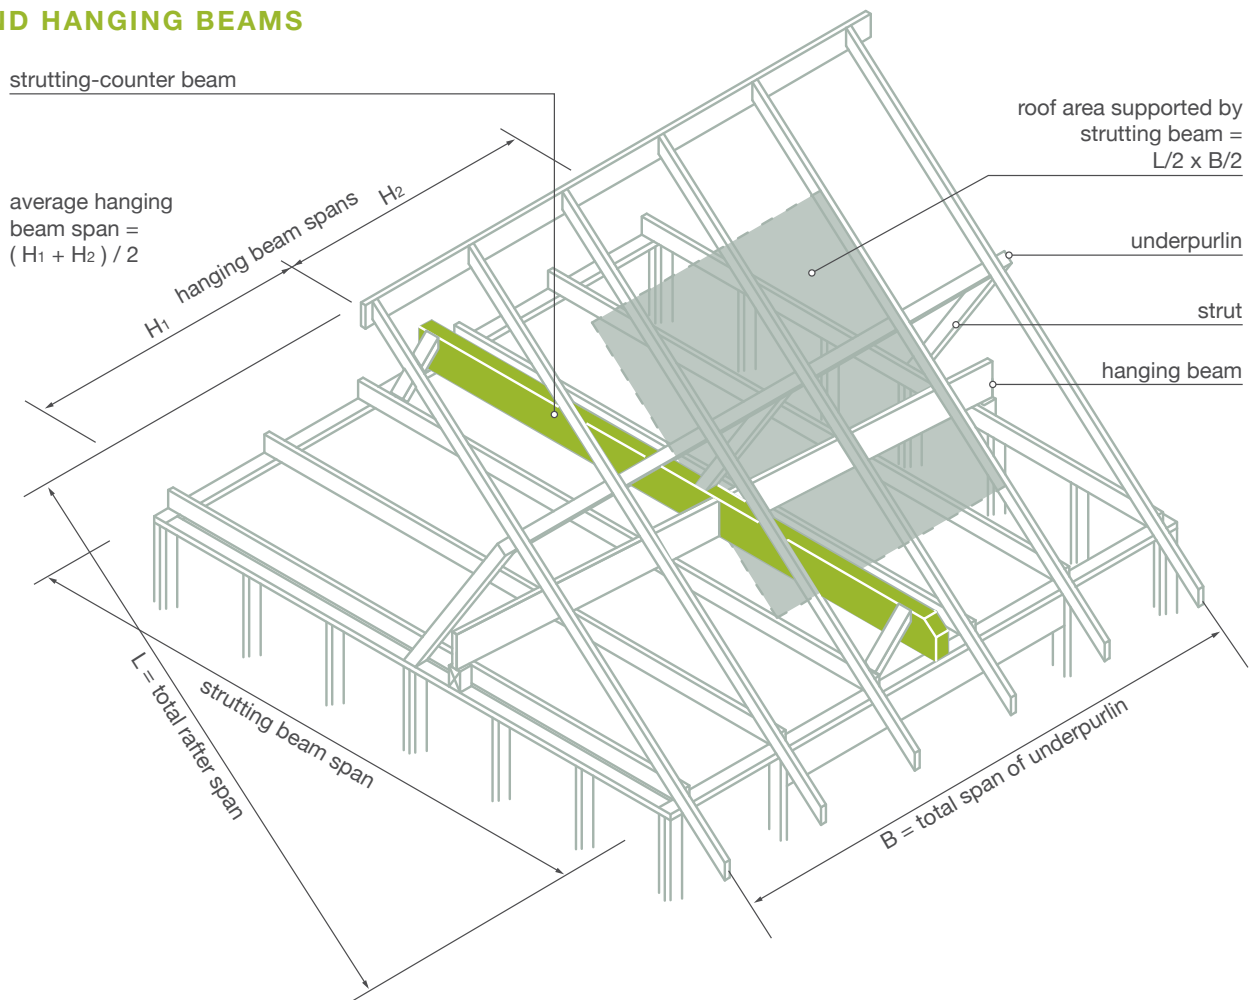 ND HANGING BEAMS
strutting-counter beam
roof area supported by
strutting beam =
L/2 x B/2
average hanging
beam span =
( H1 + H2 ) / 2
H1
hanging beam spans
H2
underpurlin
strut
hanging beam
L = total rafter span
strutting beam span
B = total span of underpurlin